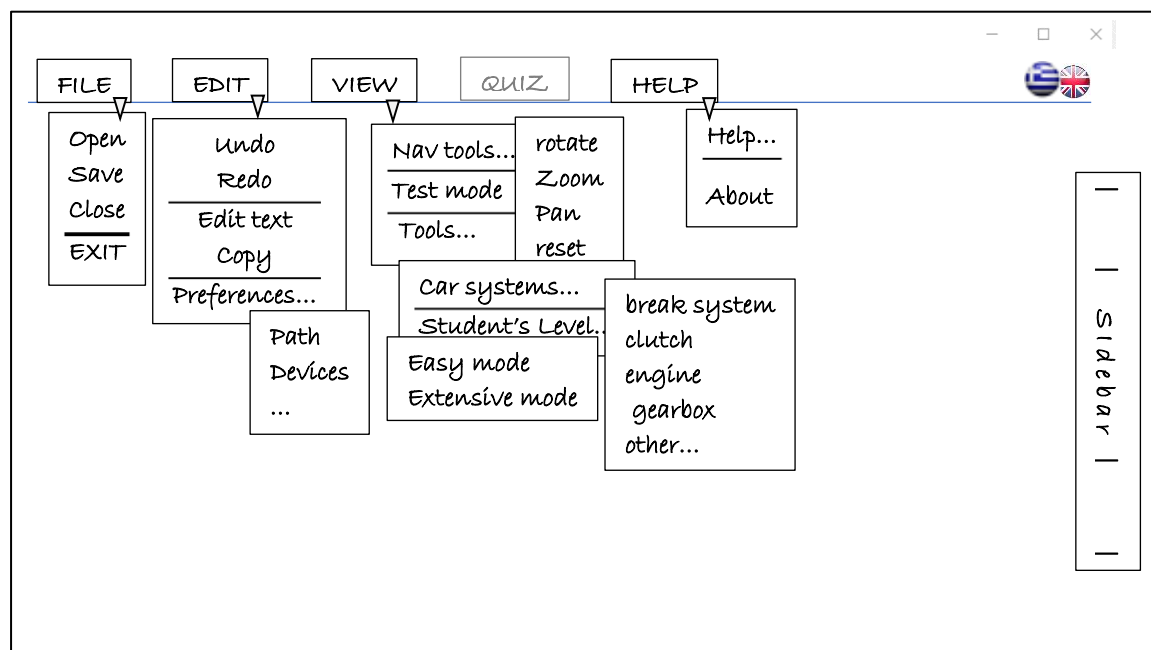 FILE
EDIT
VIEW
QUIZ
HELP
Open
Save
Close
EXIT
Undo
Redo
Edit text
Copy
Preferences...
Path
Devices
...
Nav tools...
Test mode
Tools...
rotate
Zoom
Pan
reset
Car systems...
Student's Level..
Easy mode
Extensive mode
break system
clutch
engine
gearbox
other...
Help...
About
Sidebar